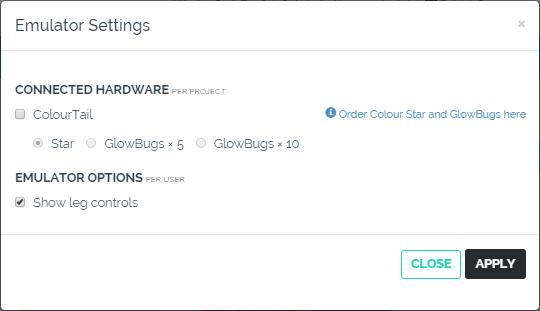 Emulator Settings ×
CONNECTED HARDWARE PER PROJECT
ColourTail Order Colour Star and GlowBugs here
Star GlowBugs × 5 GlowBugs × 10
EMULATOR OPTIONS PER USER
Show leg controls
CLOSE APPLY